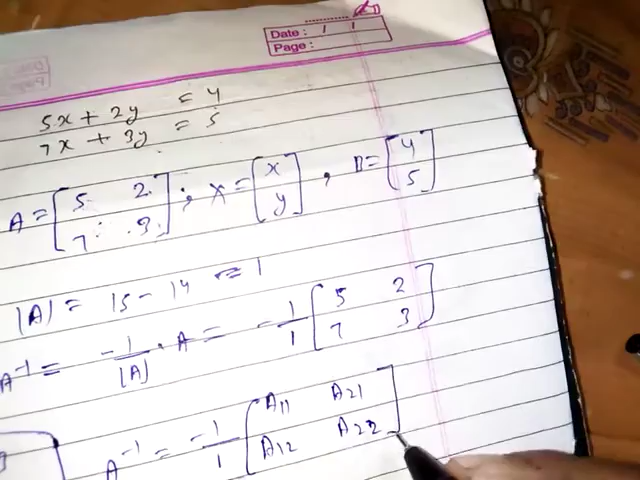 Date : / /
Page :
5x + 2y = 4
7x + 3y = 5
A = [5 2; 7 3] ; X = [x; y] , B = [4; 5]
|A| = 15 - 14 = 1
A⁻¹ = -1/|A| · A = -1/1 [5 2; 7 3]
A⁻¹ = -1/1 [A11 A21; A12 A22]